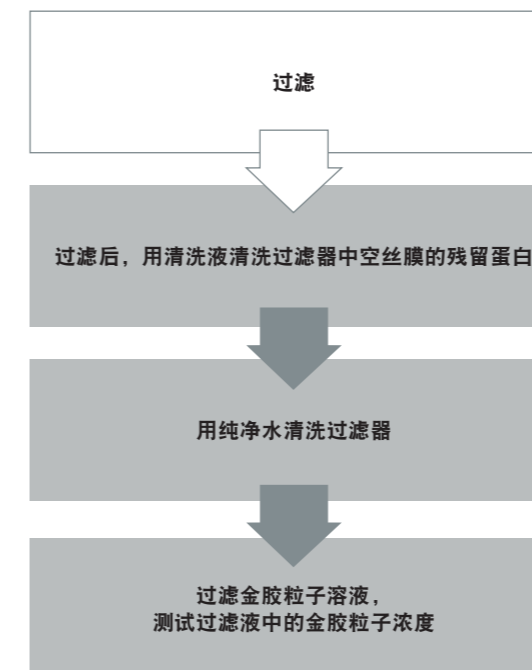 过滤
过滤后，用清洗液清洗过滤器中空丝膜的残留蛋白
用纯净水清洗过滤器
过滤金胶粒子溶液，
测试过滤液中的金胶粒子浓度